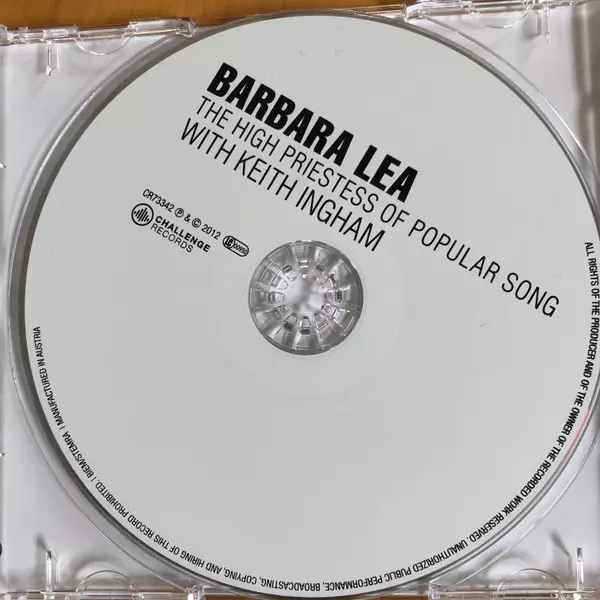 BARBARA LEA
THE HIGH PRIESTESS OF POPULAR SONG
WITH KEITH INGHAM
CR73342 ℗ & © 2012
CHALLENGE
RECORDS
ALL RIGHTS OF THE PRODUCER AND OF THE OWNER OF THE RECORDED WORK RESERVED. UNAUTHORIZED PUBLIC PERFORMANCE, BROADCASTING, COPYING, AND HIRING OF THIS RECORD PROHIBITED. | BIEM/STEMRA | MANUFACTURED IN AUSTRIA